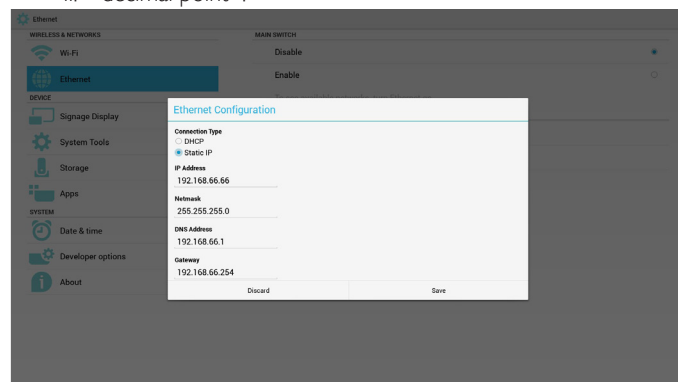 Ethernet
WIRELESS & NETWORKS
Wi-Fi
Ethernet
DEVICE
Signage Display
System Tools
Storage
Apps
SYSTEM
Date & time
Developer options
About
MAIN SWITCH
Disable
Enable
Ethernet Configuration
Connection Type
DHCP
Static IP
IP Address
192.168.66.66
Netmask
255.255.255.0
DNS Address
192.168.66.1
Gateway
192.168.66.254
Discard
Save